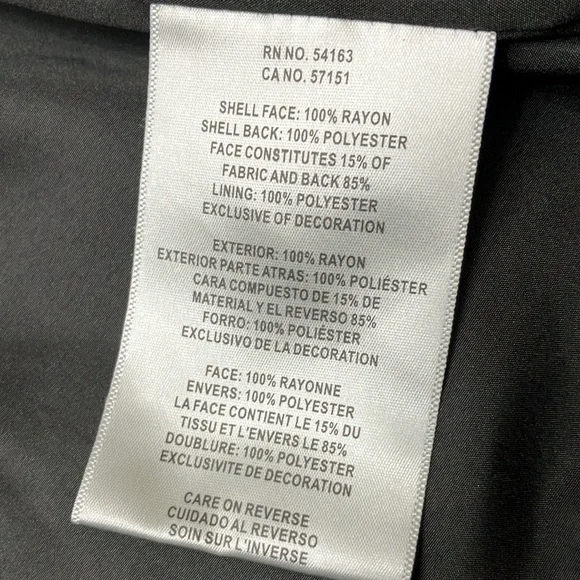 RN NO. 54163
CA NO. 57151
SHELL FACE: 100% RAYON
SHELL BACK: 100% POLYESTER
FACE CONSTITUTES 15% OF
FABRIC AND BACK 85%
LINING: 100% POLYESTER
EXCLUSIVE OF DECORATION
EXTERIOR: 100% RAYON
EXTERIOR PARTE ATRAS: 100% POLIÉSTER
CARA COMPUESTO DE 15% DE
MATERIAL Y EL REVERSO 85%
FORRO: 100% POLIÉSTER
EXCLUSIVO DE LA DECORATION
FACE: 100% RAYONNE
ENVERS: 100% POLYESTER
LA FACE CONTIENT LE 15% DU
TISSU ET L'ENVERS LE 85%
DOUBLURE: 100% POLYESTER
EXCLUSIVITE DE DECORATION
CARE ON REVERSE
CUIDADO AL REVERSO
SOIN SUR L'INVERSE